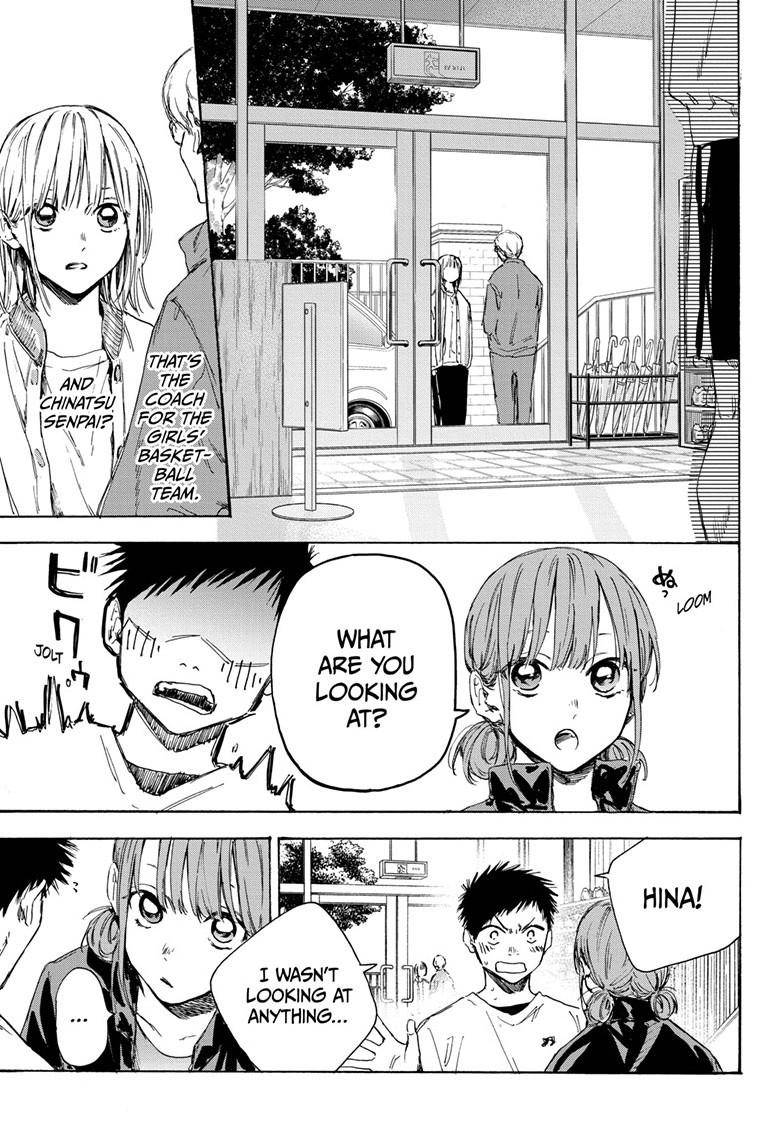 THAT'S
THE
COACH
FOR THE
GIRLS'
BASKET-
BALL
TEAM.
AND
CHINATSU
SENPAI?
ぬっ
LOOM
WHAT
ARE YOU
LOOKING
AT?
ビクッ
JOLT
HINA!
I WASN'T
LOOKING AT
ANYTHING...
...